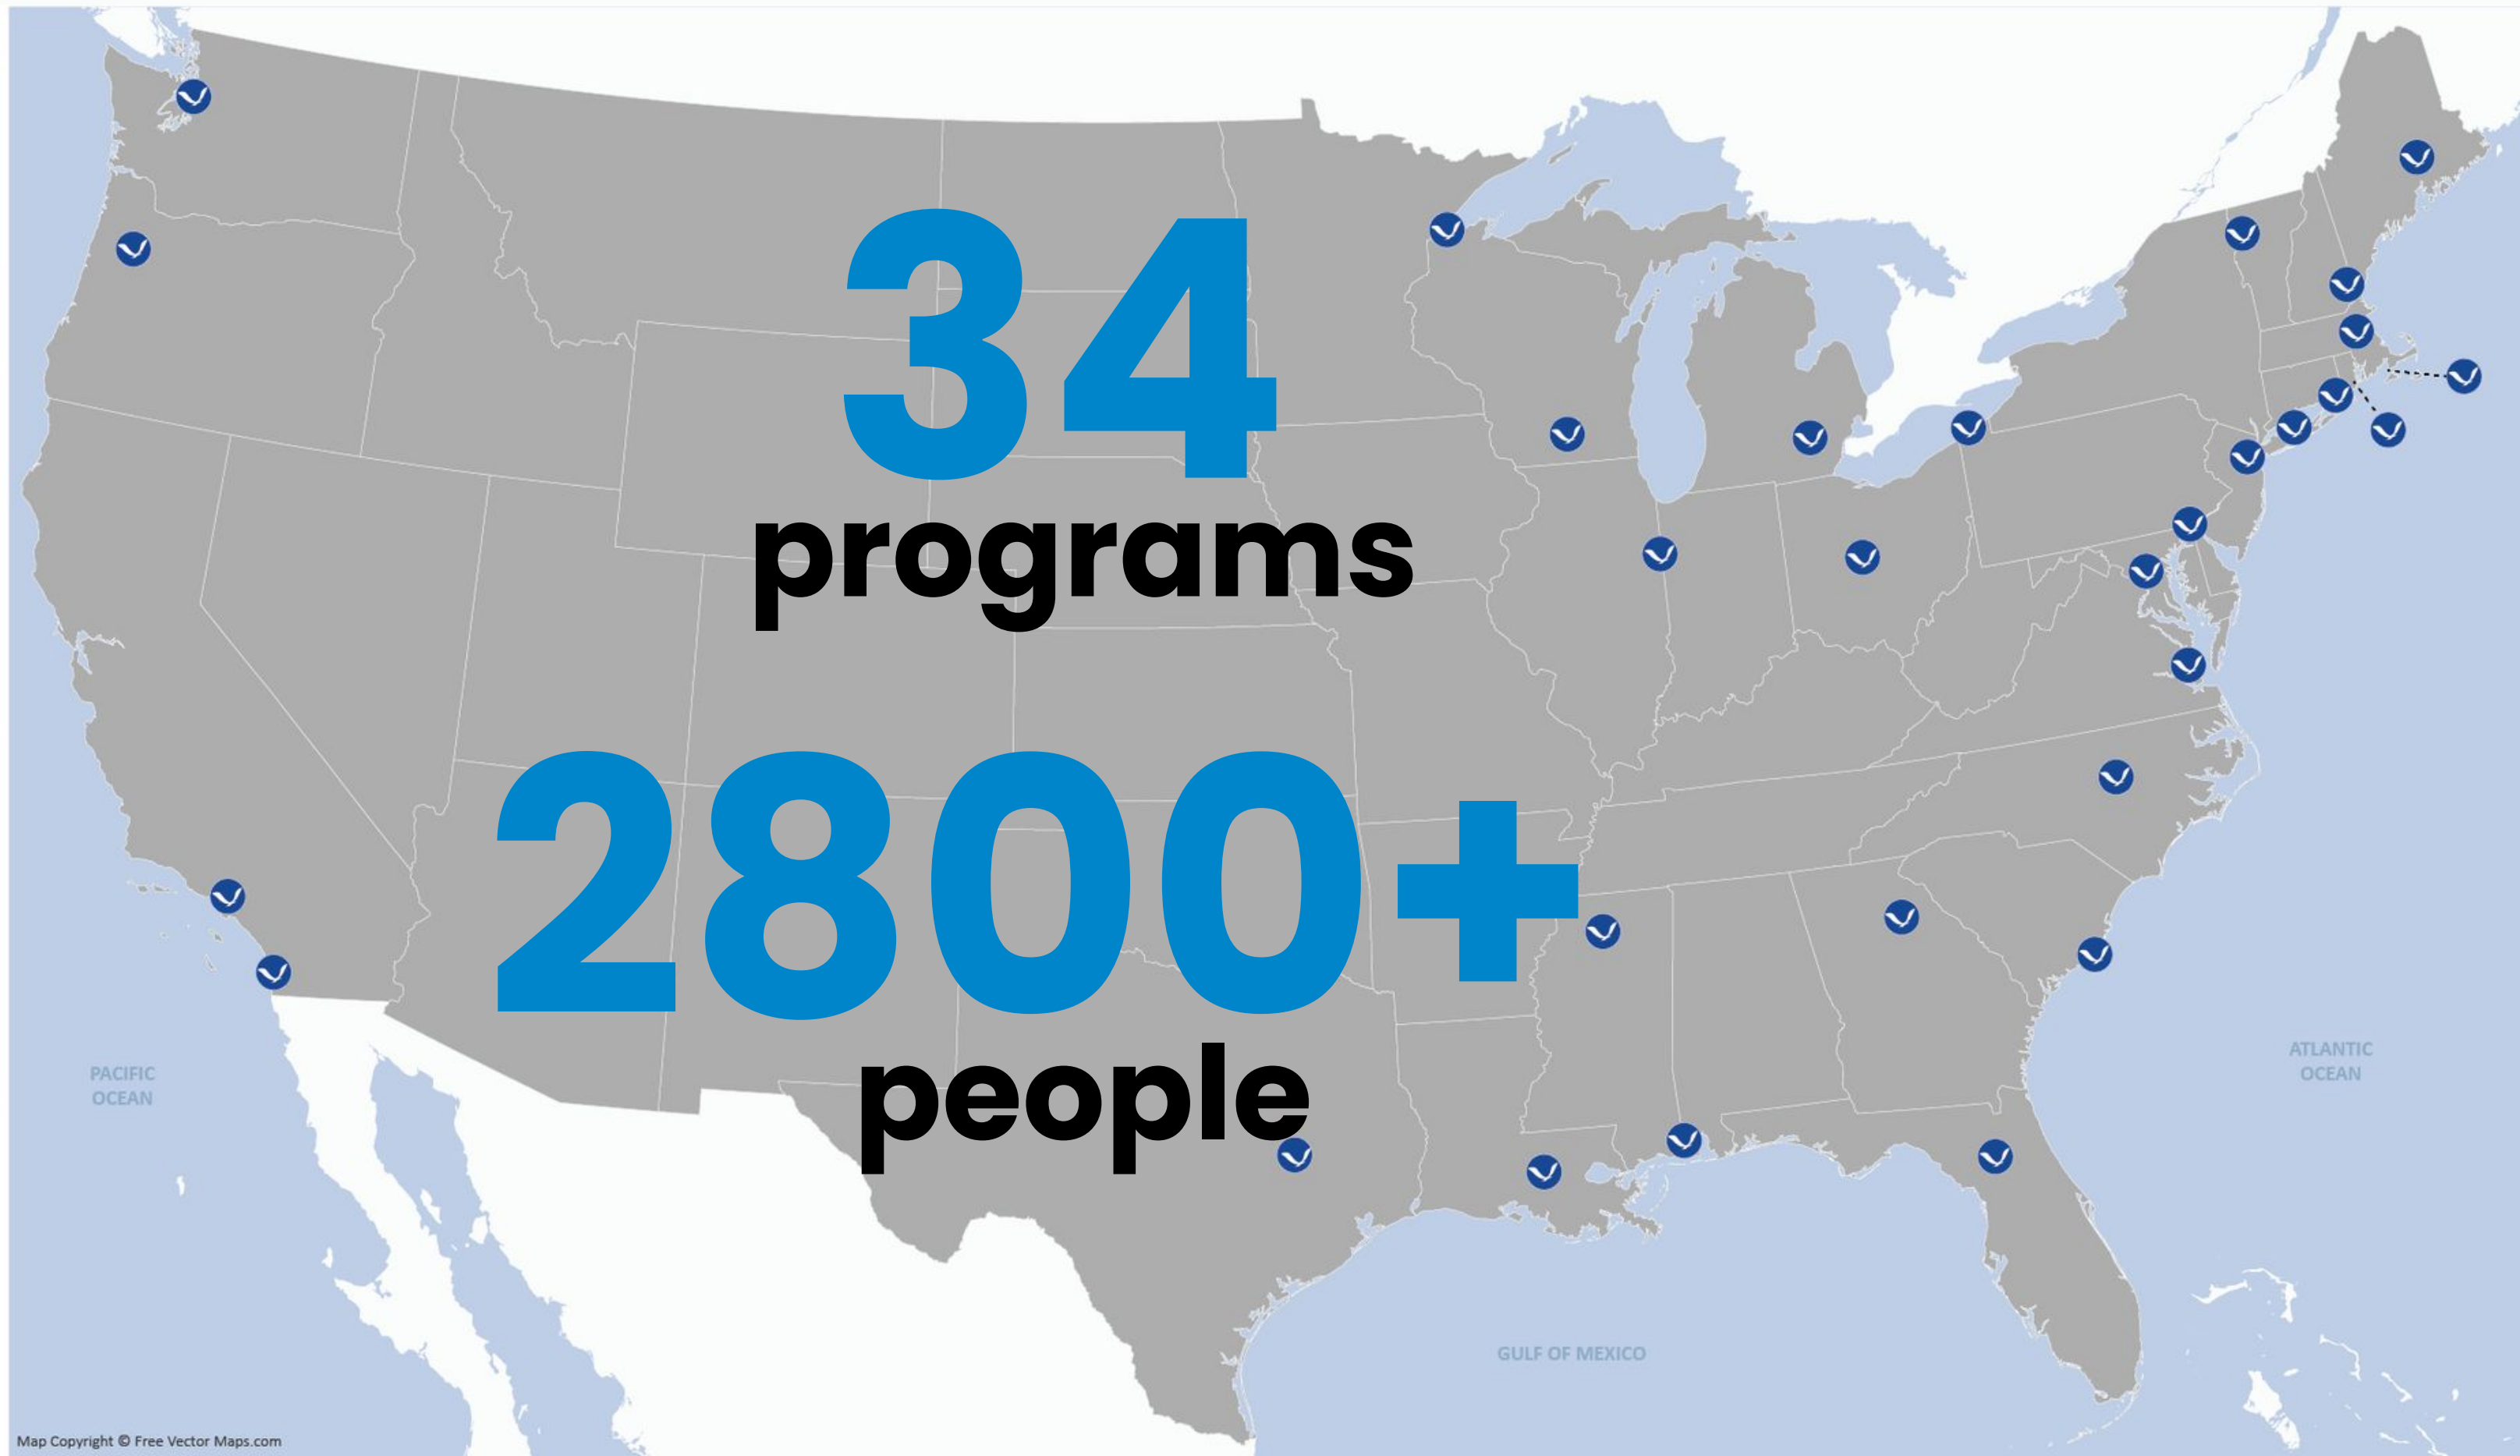 34
programs
2800+
people
PACIFIC
OCEAN
ATLANTIC
OCEAN
GULF OF MEXICO
Map Copyright © Free Vector Maps.com